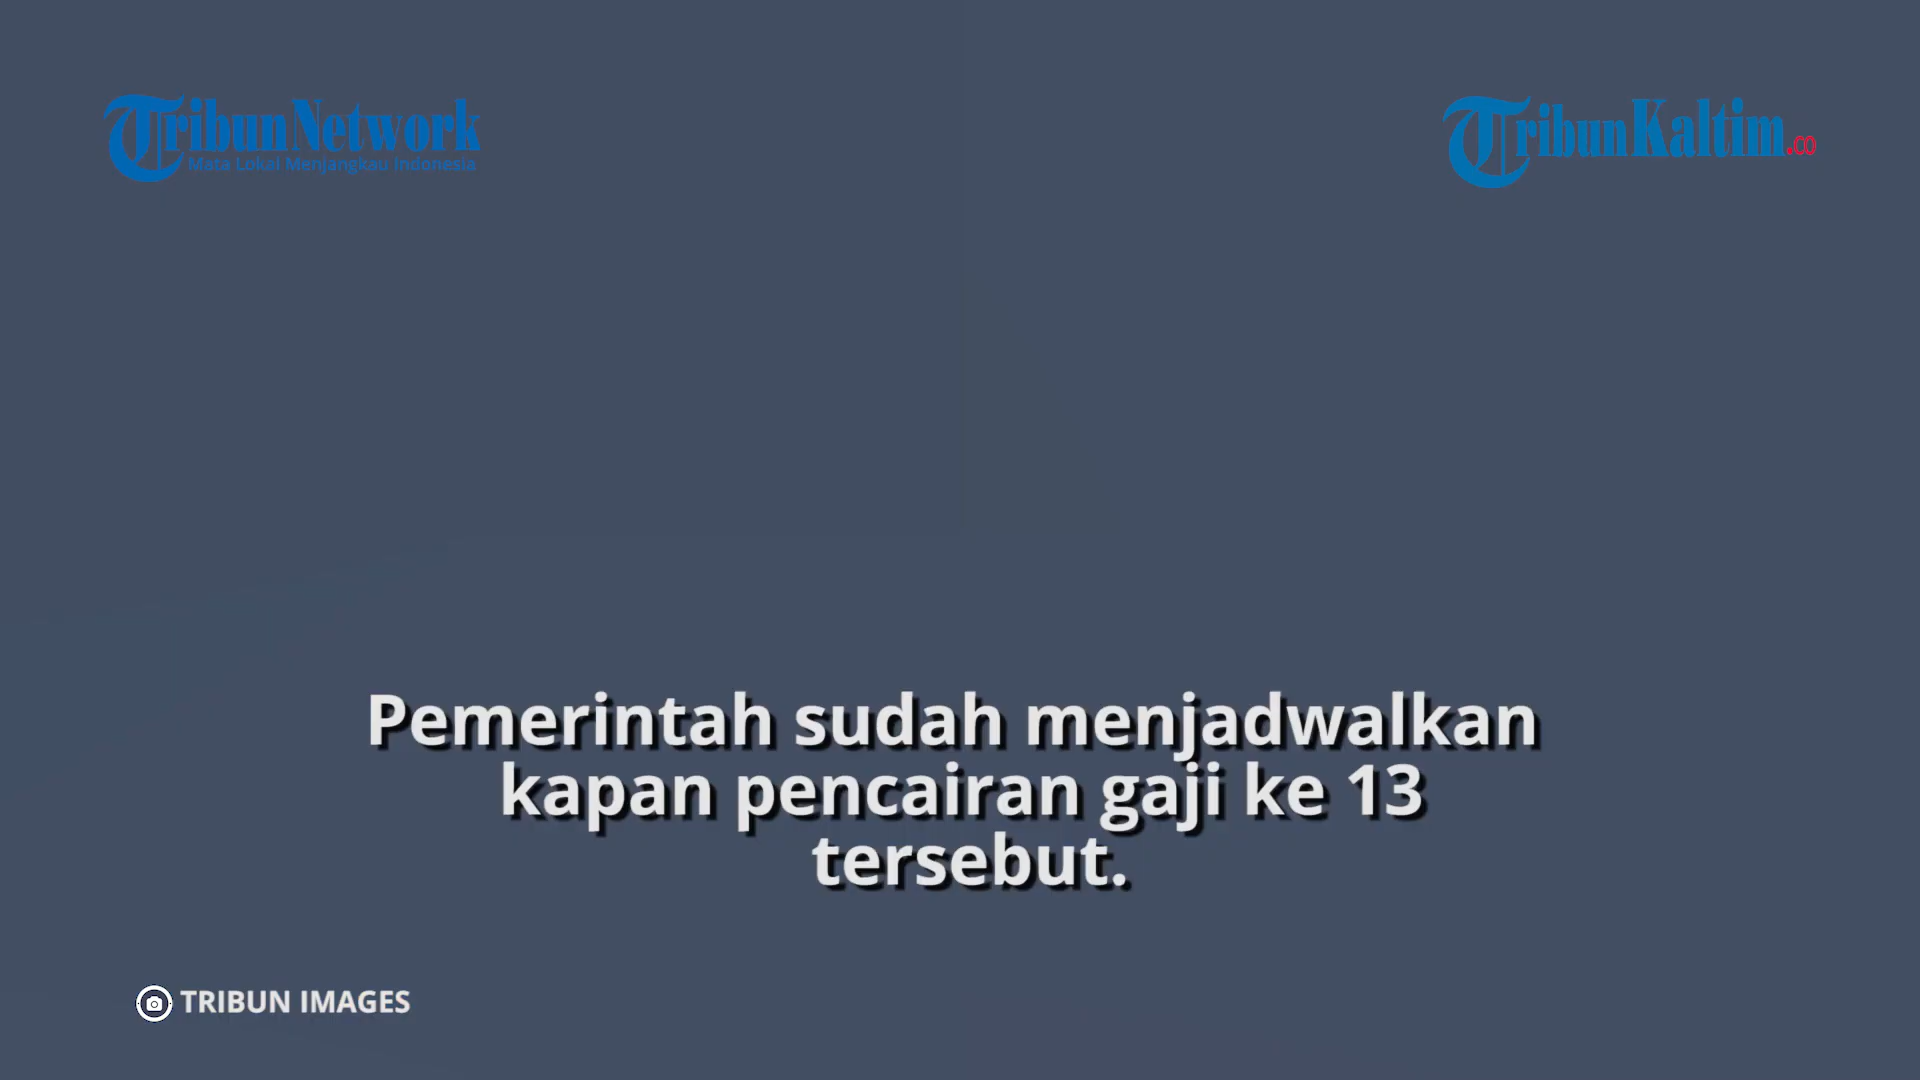 TribunNetwork
Mata Lokal Menjangkau Indonesia
TribunKaltim.co
Pemerintah sudah menjadwalkan
kapan pencairan gaji ke 13
tersebut.
TRIBUN IMAGES